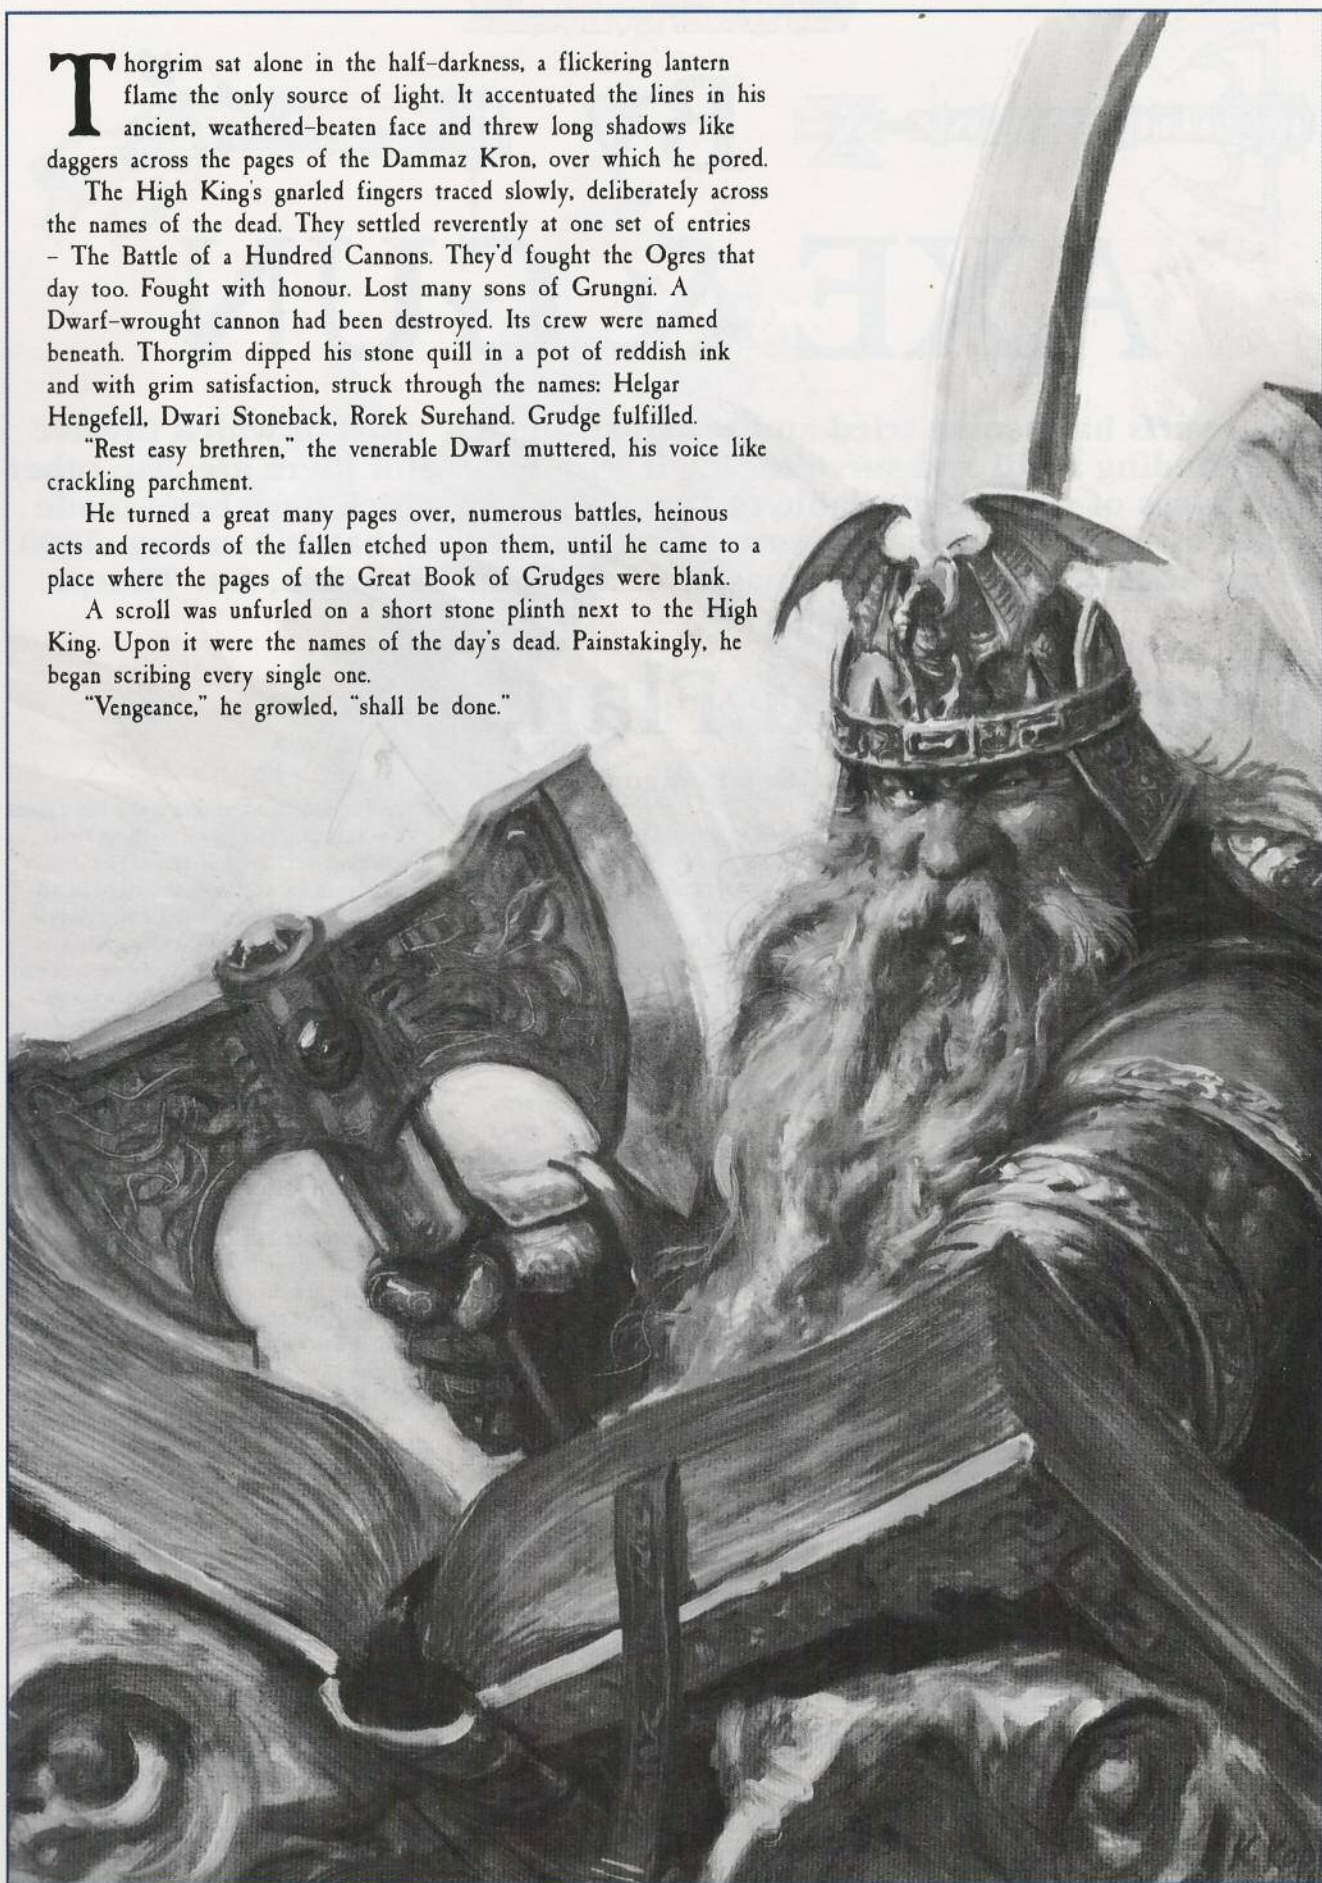 Thorgrim sat alone in the half-darkness, a flickering lantern
flame the only source of light. It accentuated the lines in his
ancient, weathered-beaten face and threw long shadows like
daggers across the pages of the Dammaz Kron, over which he pored.
The High King's gnarled fingers traced slowly, deliberately across
the names of the dead. They settled reverently at one set of entries
– The Battle of a Hundred Cannons. They'd fought the Ogres that
day too. Fought with honour. Lost many sons of Grungni. A
Dwarf-wrought cannon had been destroyed. Its crew were named
beneath. Thorgrim dipped his stone quill in a pot of reddish ink
and with grim satisfaction, struck through the names: Helgar
Hengefell, Dwari Stoneback, Rorek Surehand. Grudge fulfilled.
"Rest easy brethren," the venerable Dwarf muttered, his voice like
crackling parchment.
He turned a great many pages over, numerous battles, heinous
acts and records of the fallen etched upon them, until he came to a
place where the pages of the Great Book of Grudges were blank.
A scroll was unfurled on a short stone plinth next to the High
King. Upon it were the names of the day's dead. Painstakingly, he
began scribing every single one.
"Vengeance," he growled, "shall be done."